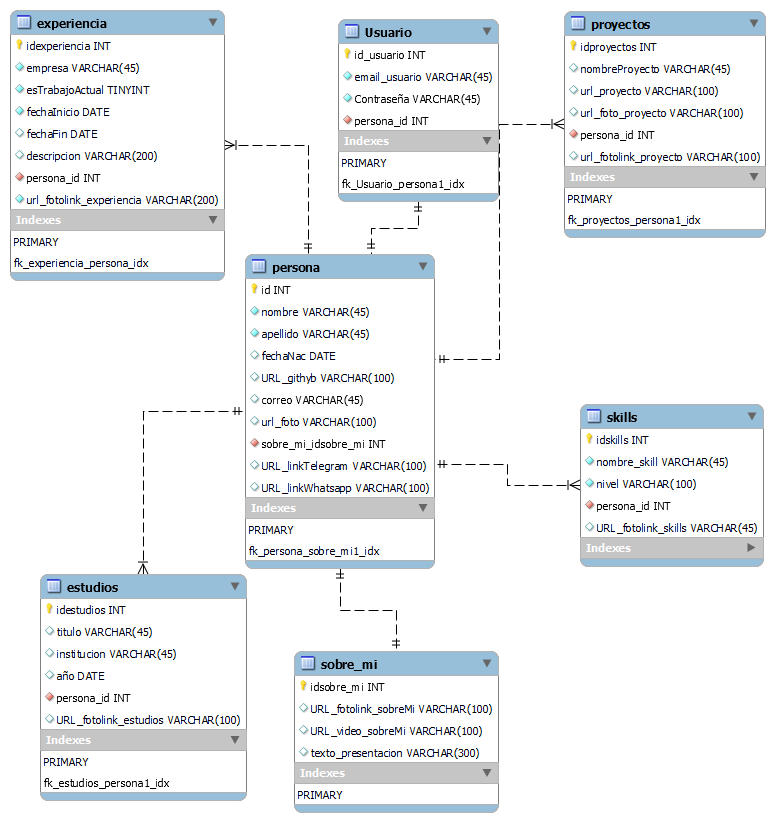 experiencia
idexperiencia INT
empresa VARCHAR(45)
esTrabajoActual TINYINT
fechaInicio DATE
fechaFin DATE
descripcion VARCHAR(200)
persona_id INT
url_fotolink_experiencia VARCHAR(200)
Indexes
PRIMARY
fk_experiencia_persona_idx
Usuario
id_usuario INT
email_usuario VARCHAR(45)
Contraseña VARCHAR(45)
persona_id INT
Indexes
PRIMARY
fk_Usuario_persona1_idx
proyectos
idproyectos INT
nombreProyecto VARCHAR(45)
url_proyecto VARCHAR(100)
url_foto_proyecto VARCHAR(100)
persona_id INT
url_fotolink_proyecto VARCHAR(100)
Indexes
PRIMARY
fk_proyectos_persona1_idx
persona
id INT
nombre VARCHAR(45)
apellido VARCHAR(45)
fechaNac DATE
URL_githyb VARCHAR(100)
correo VARCHAR(45)
url_foto VARCHAR(100)
sobre_mi_idsobre_mi INT
URL_linkTelegram VARCHAR(100)
URL_linkWhatsapp VARCHAR(100)
Indexes
PRIMARY
fk_persona_sobre_mi1_idx
skills
idskills INT
nombre_skill VARCHAR(45)
nivel VARCHAR(100)
persona_id INT
URL_fotolink_skills VARCHAR(45)
Indexes
estudios
idestudios INT
titulo VARCHAR(45)
institucion VARCHAR(45)
año DATE
persona_id INT
URL_fotolink_estudios VARCHAR(100)
Indexes
PRIMARY
fk_estudios_persona1_idx
sobre_mi
idsobre_mi INT
URL_fotolink_sobreMi VARCHAR(100)
URL_video_sobreMi VARCHAR(100)
texto_presentacion VARCHAR(300)
Indexes
PRIMARY